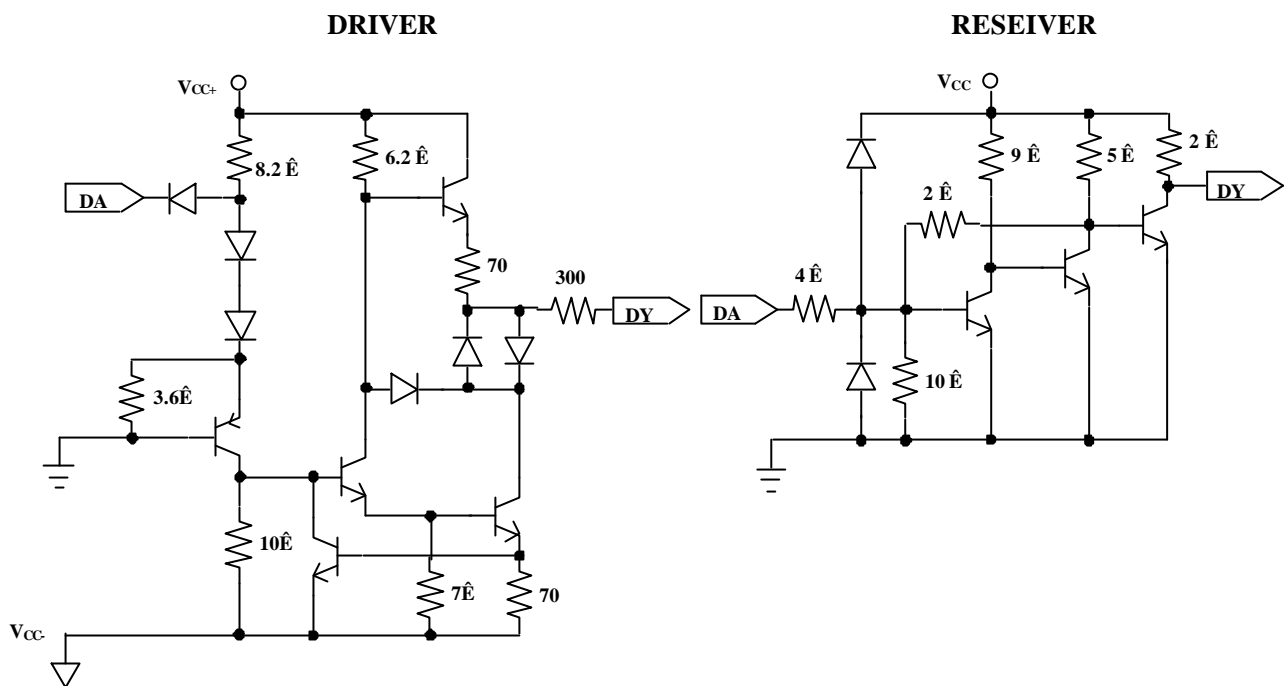 DRIVER
RESEIVER
VCC+
VCC
8.2 Ê
6.2 Ê
9 Ê
5 Ê
2 Ê
DA
DY
2 Ê
70
300
4 Ê
DY
DA
3.6Ê
10 Ê
10Ê
7Ê
70
VCC-